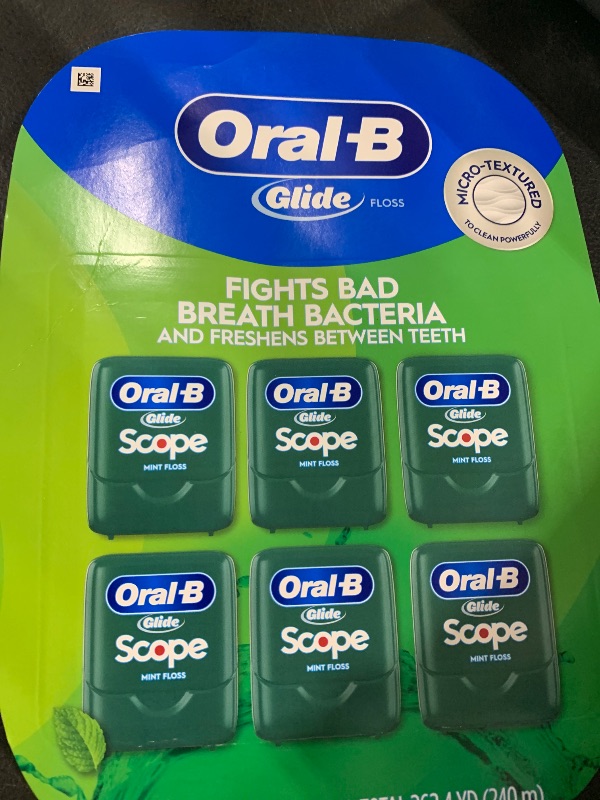 Oral-B
Glide FLOSS
MICRO-TEXTURED
TO CLEAN POWERFULLY
FIGHTS BAD
BREATH BACTERIA
AND FRESHENS BETWEEN TEETH
Oral-B
Glide
Scope
MINT FLOSS
Oral-B
Glide
Scope
MINT FLOSS
Oral-B
Glide
Scope
MINT FLOSS
Oral-B
Glide
Scope
MINT FLOSS
Oral-B
Glide
Scope
MINT FLOSS
Oral-B
Glide
Scope
MINT FLOSS
TOTAL 262.4 YD (240 m)